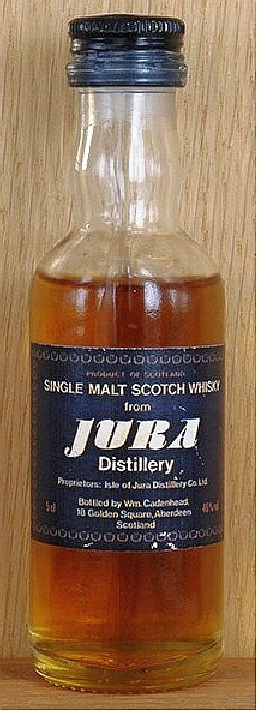 PRODUCT OF SCOTLAND
SINGLE MALT SCOTCH WHISKY
from
JURA
Distillery
Proprietors: Isle of Jura Distillery Co. Ltd.
Bottled by Wm. Cadenhead,
5cl 18 Golden Square, Aberdeen 46%vol
Scotland